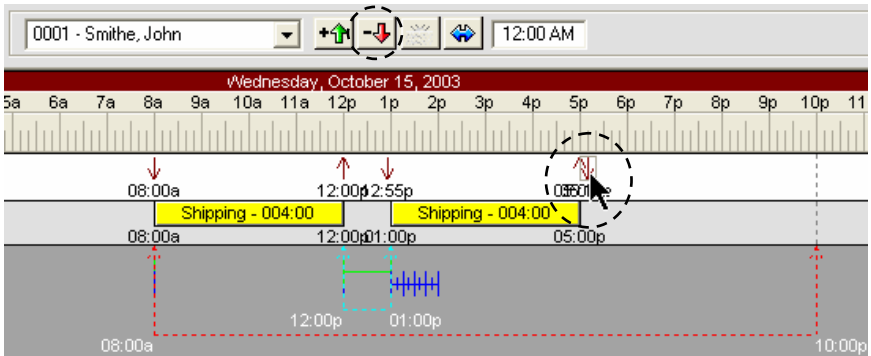 0001 - Smithe, John 12:00 AM
Wednesday, October 15, 2003
5a 6a 7a 8a 9a 10a 11a 12p 1p 2p 3p 4p 5p 6p 7p 8p 9p 10p 11
08:00a 12:00p 12:55p
Shipping - 004:00 Shipping - 004:00
08:00a 12:00p 01:00p 05:00p
12:00p 01:00p
08:00a 10:00p